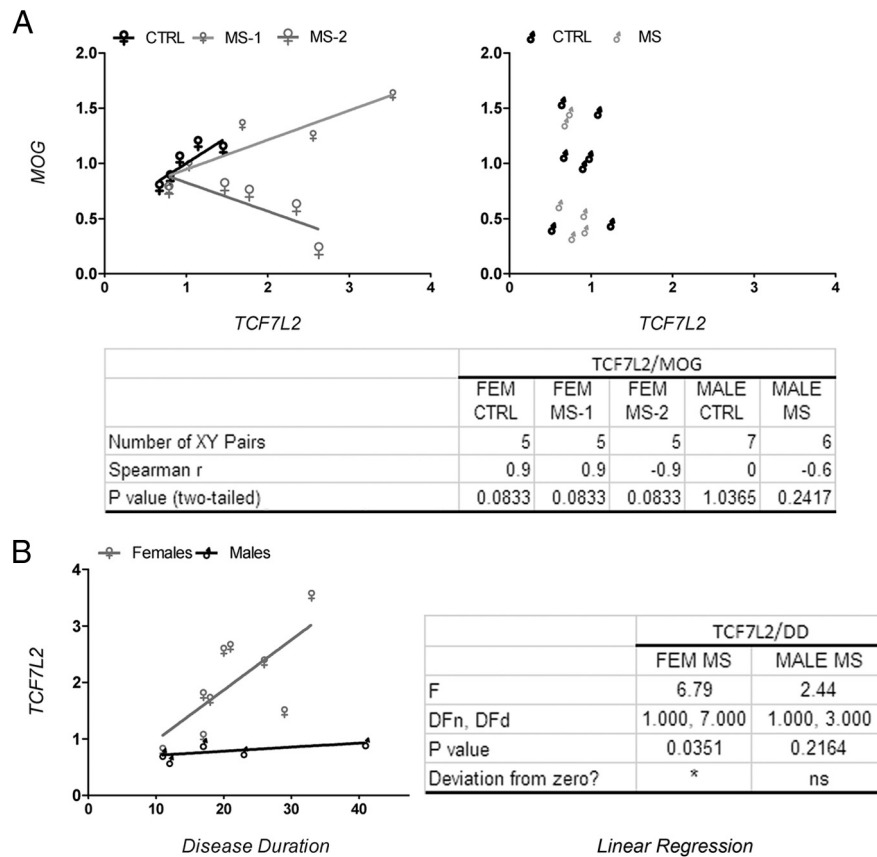 A
CTRL MS-1 MS-2
CTRL MS
2.0
1.5
1.0
0.5
0.0
MOG
0 1 2 3 4
TCF7L2
2.0
1.5
1.0
0.5
0.0
0 1 2 3 4
TCF7L2
TCF7L2/MOG
FEM CTRL FEM MS-1 FEM MS-2 MALE CTRL MALE MS
Number of XY Pairs 5 5 5 7 6
Spearman r 0.9 0.9 -0.9 0 -0.6
P value (two-tailed) 0.0833 0.0833 0.0833 1.0365 0.2417
B
Females Males
4
3
2
1
0
TCF7L2
0 10 20 30 40
Disease Duration
TCF7L2/DD
FEM MS MALE MS
F 6.79 2.44
DFn, DFd 1.000, 7.000 1.000, 3.000
P value 0.0351 0.2164
Deviation from zero? * ns
Linear Regression